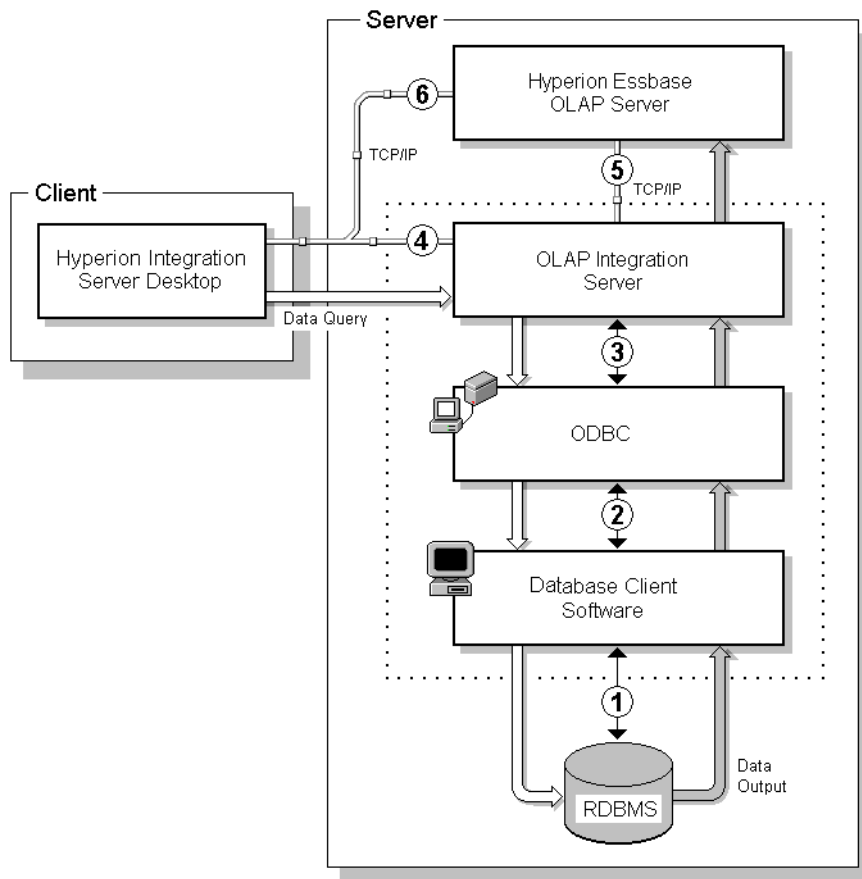 Server
Hyperion Essbase
OLAP Server
6
TCP/IP
5
TCP/IP
Client
Hyperion Integration
Server Desktop
4
OLAP Integration
Server
Data Query
3
ODBC
2
Database Client
Software
1
RDBMS
Data
Output